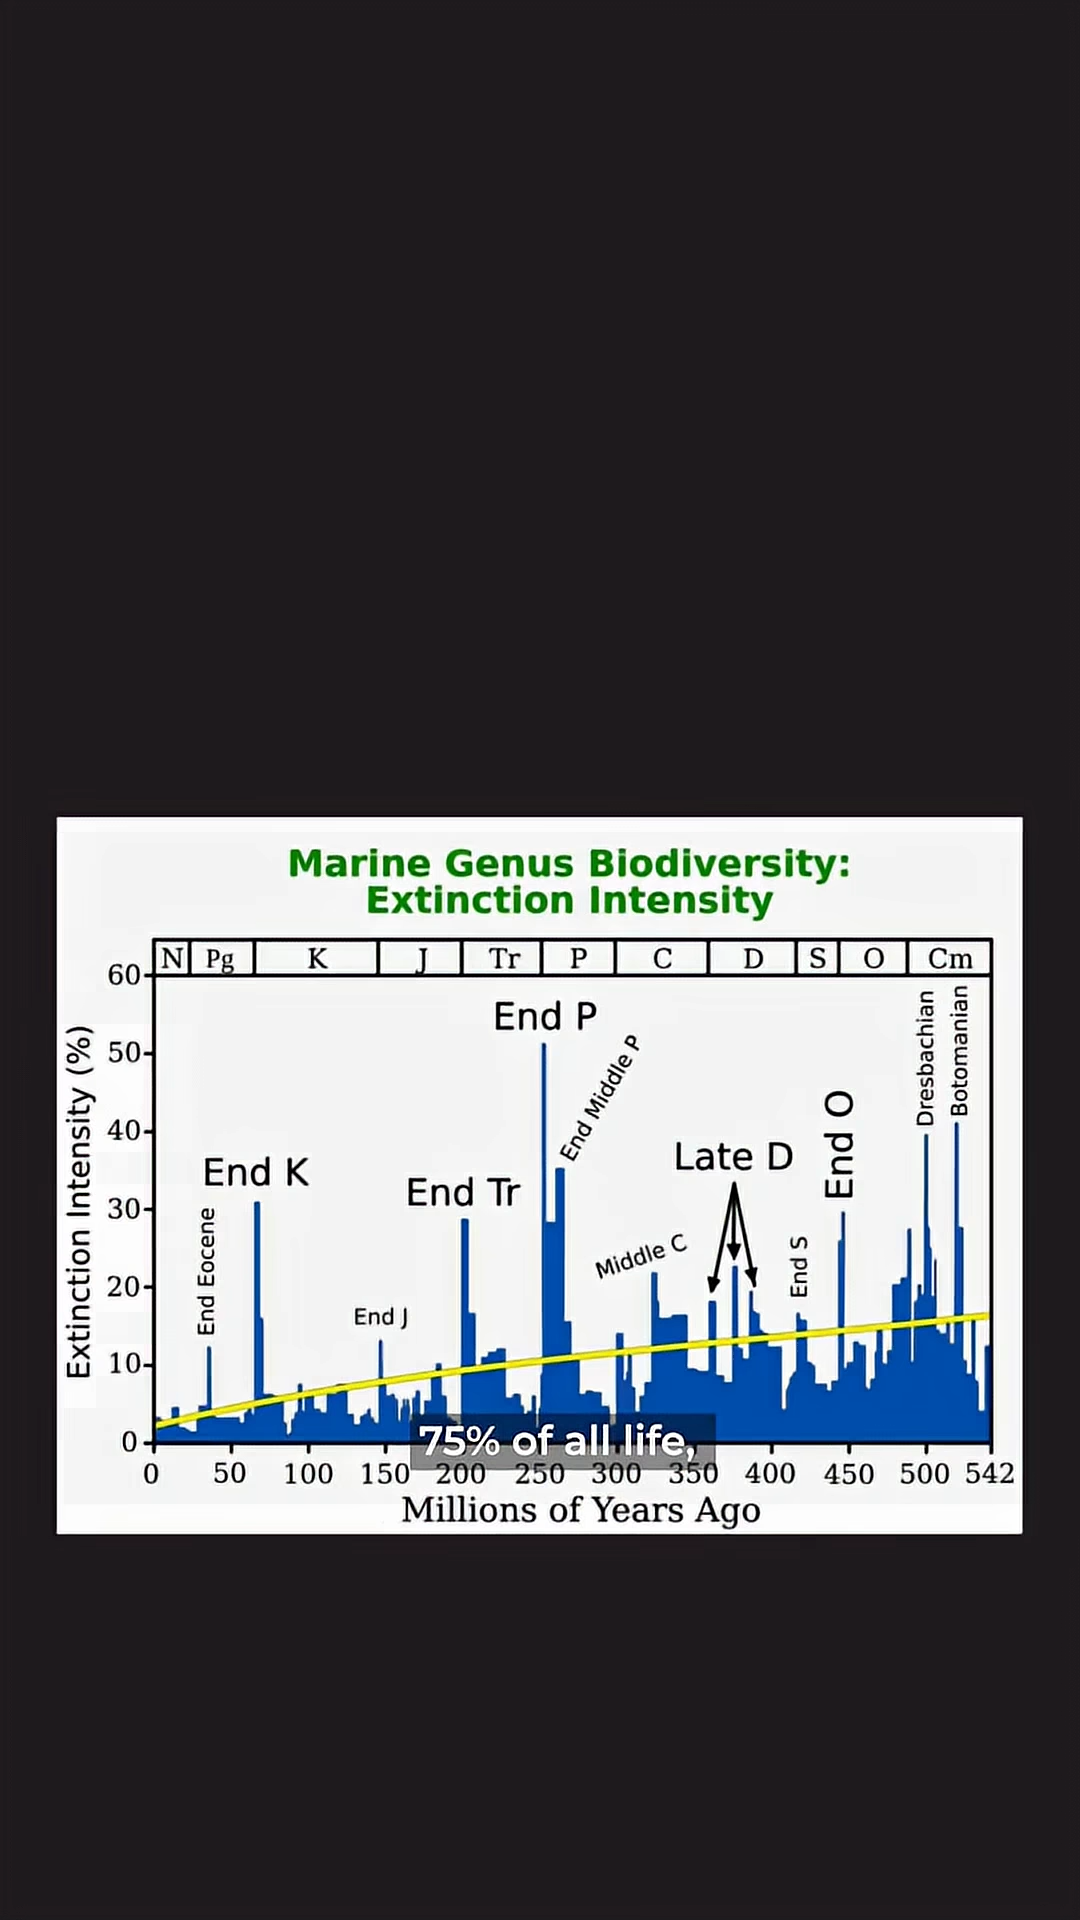 Marine Genus Biodiversity:
Extinction Intensity
N Pg K J Tr P C D S O Cm
60
50
40
30
20
10
0
Extinction Intensity (%)
End Eocene
End K
End J
End Tr
End P
End Middle P
Middle C
Late D
End S
End O
Dresbachian
Botomanian
75% of all life,
0 50 100 150 200 250 300 350 400 450 500 542
Millions of Years Ago